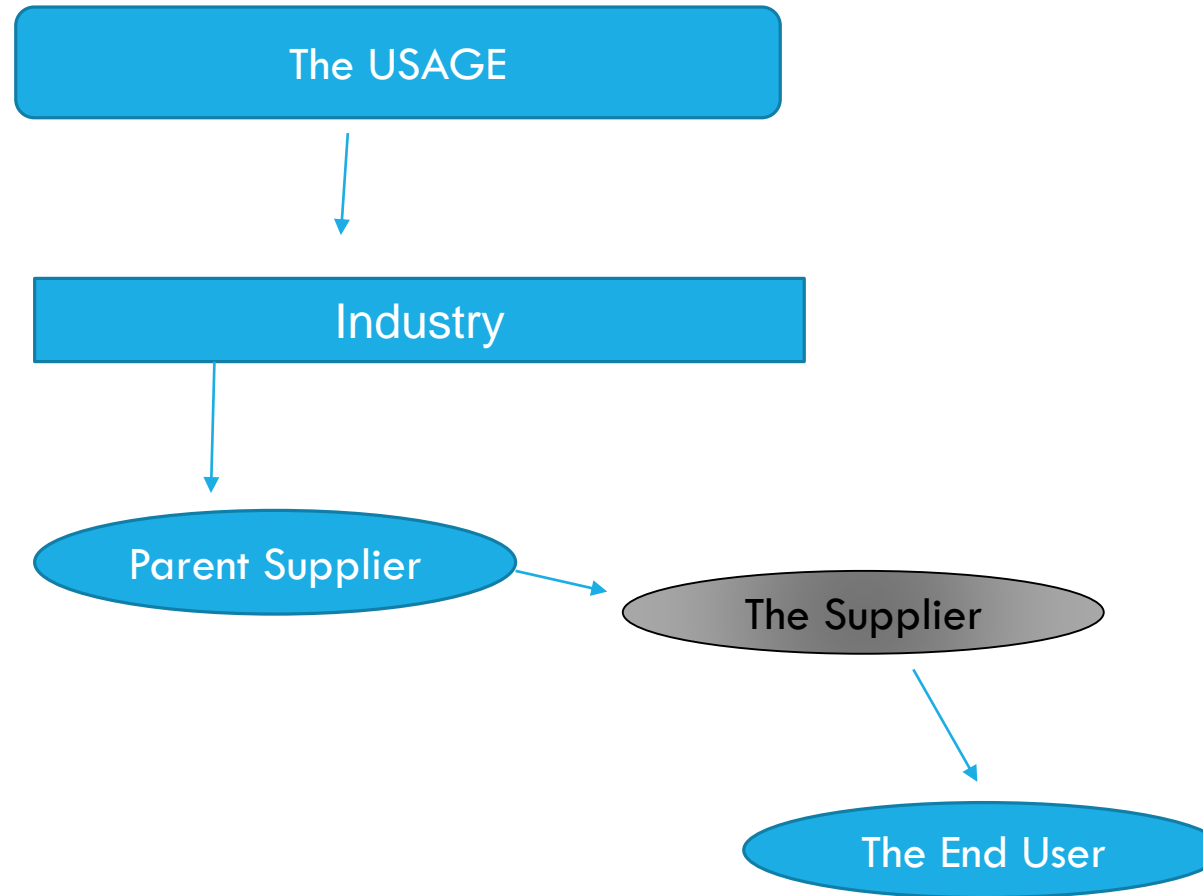 The USAGE
Industry
Parent Supplier
The Supplier
The End User